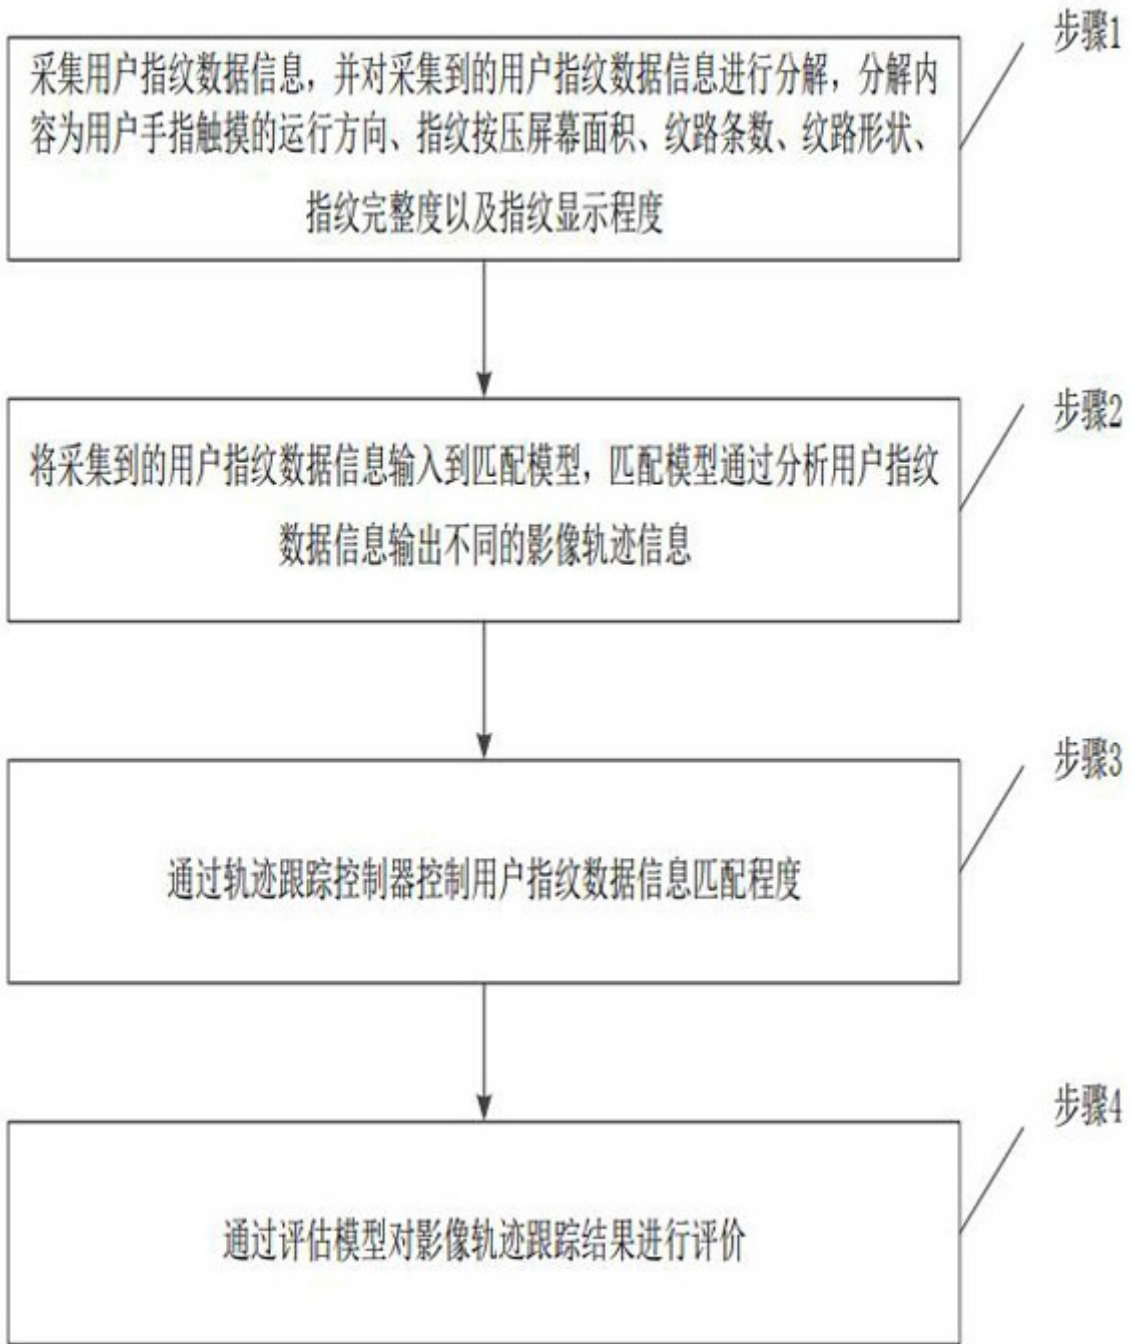 步骤1
采集用户指纹数据信息，并对采集到的用户指纹数据信息进行分解，分解内
容为用户手指触摸的运行方向、指纹按压屏幕面积、纹路条数、纹路形状、
指纹完整度以及指纹显示程度
步骤2
将采集到的用户指纹数据信息输入到匹配模型，匹配模型通过分析用户指纹
数据信息输出不同的影像轨迹信息
步骤3
通过轨迹跟踪控制器控制用户指纹数据信息匹配程度
步骤4
通过评估模型对影像轨迹跟踪结果进行评价